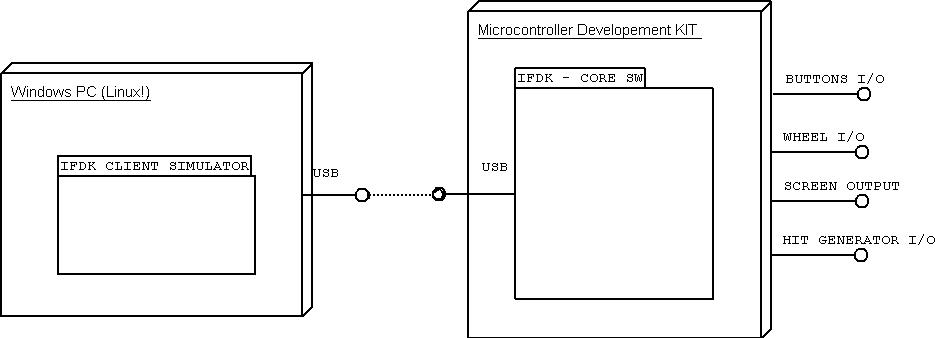 Microcontroller Developement KIT
Windows PC (Linux!)
IFDK - CORE SW
BUTTONS I/O
WHEEL I/O
IFDK CLIENT SIMULATOR
USB
USB
SCREEN OUTPUT
HIT GENERATOR I/O